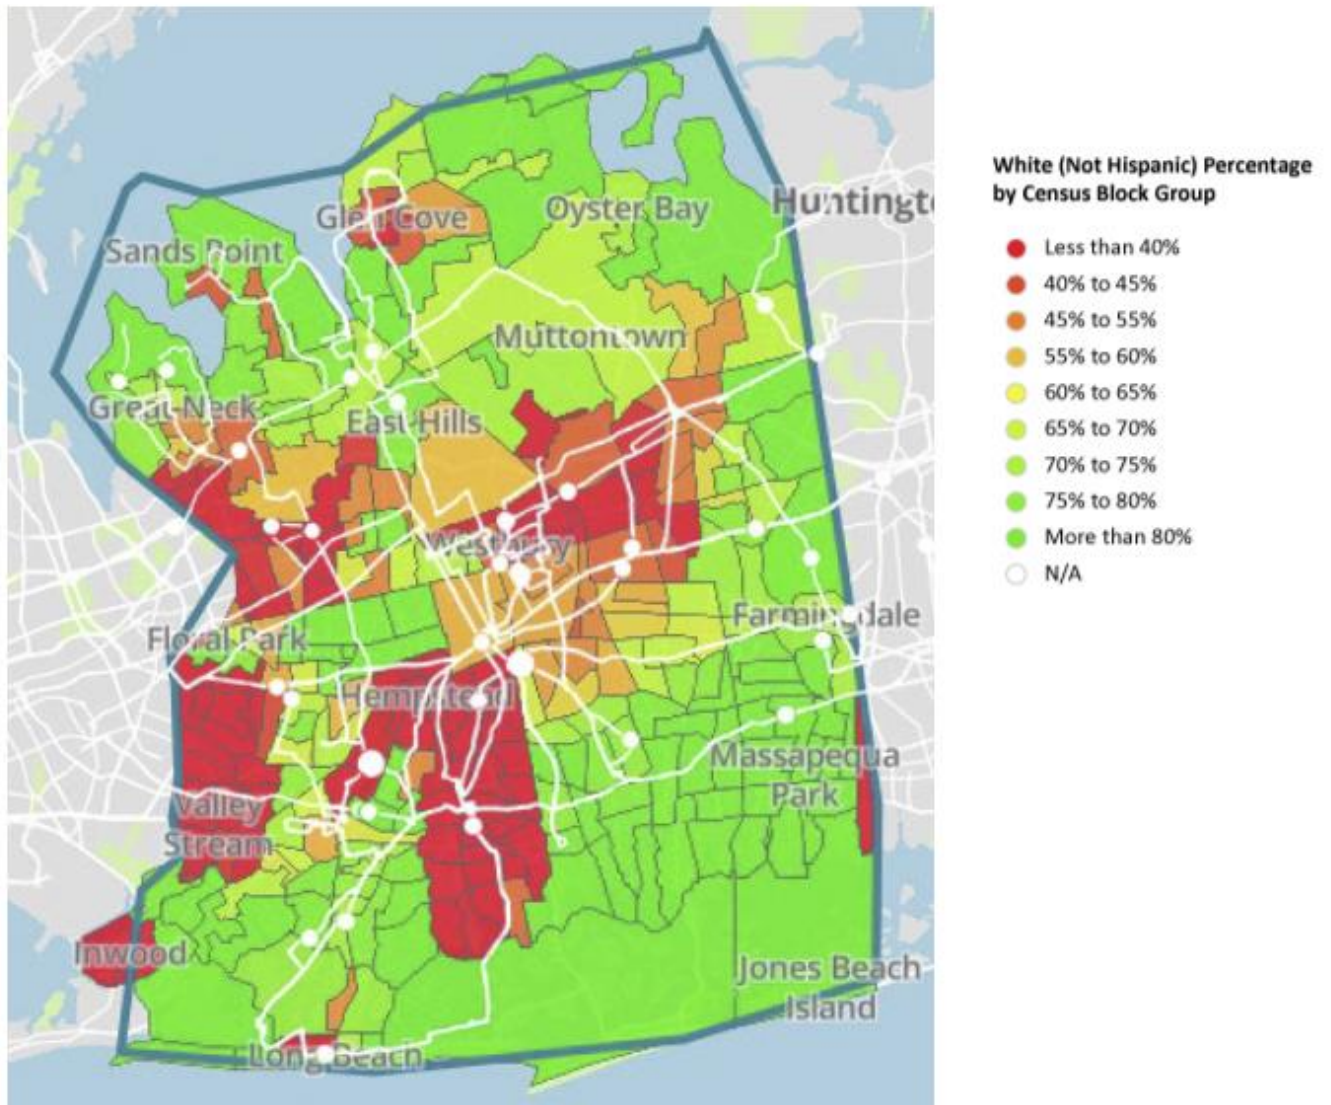 White (Not Hispanic) Percentage
by Census Block Group
Less than 40%
40% to 45%
45% to 55%
55% to 60%
60% to 65%
65% to 70%
70% to 75%
75% to 80%
More than 80%
N/A
Glen Cove
Oyster Bay
Huntingt
Sands Point
Muttontown
Great Neck
East Hills
Westbury
Farmingdale
Floral Park
Hempstead
Massapequa
Park
Valley
Stream
Inwood
Jones Beach
Island
Long Beach